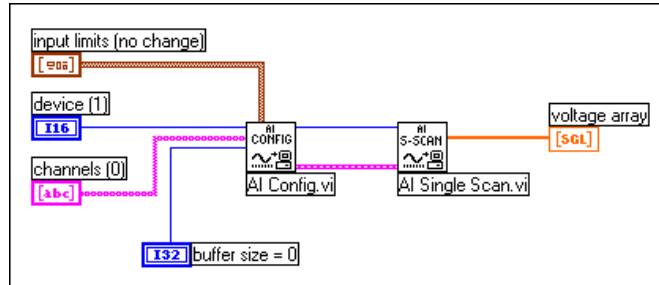 input limits (no change)
[906]
device (1)
I16
channels (0)
[abc]
AI
CONFIG
AI Config.vi
AI
S-SCAN
AI Single Scan.vi
voltage array
[SGL]
I32
buffer size = 0